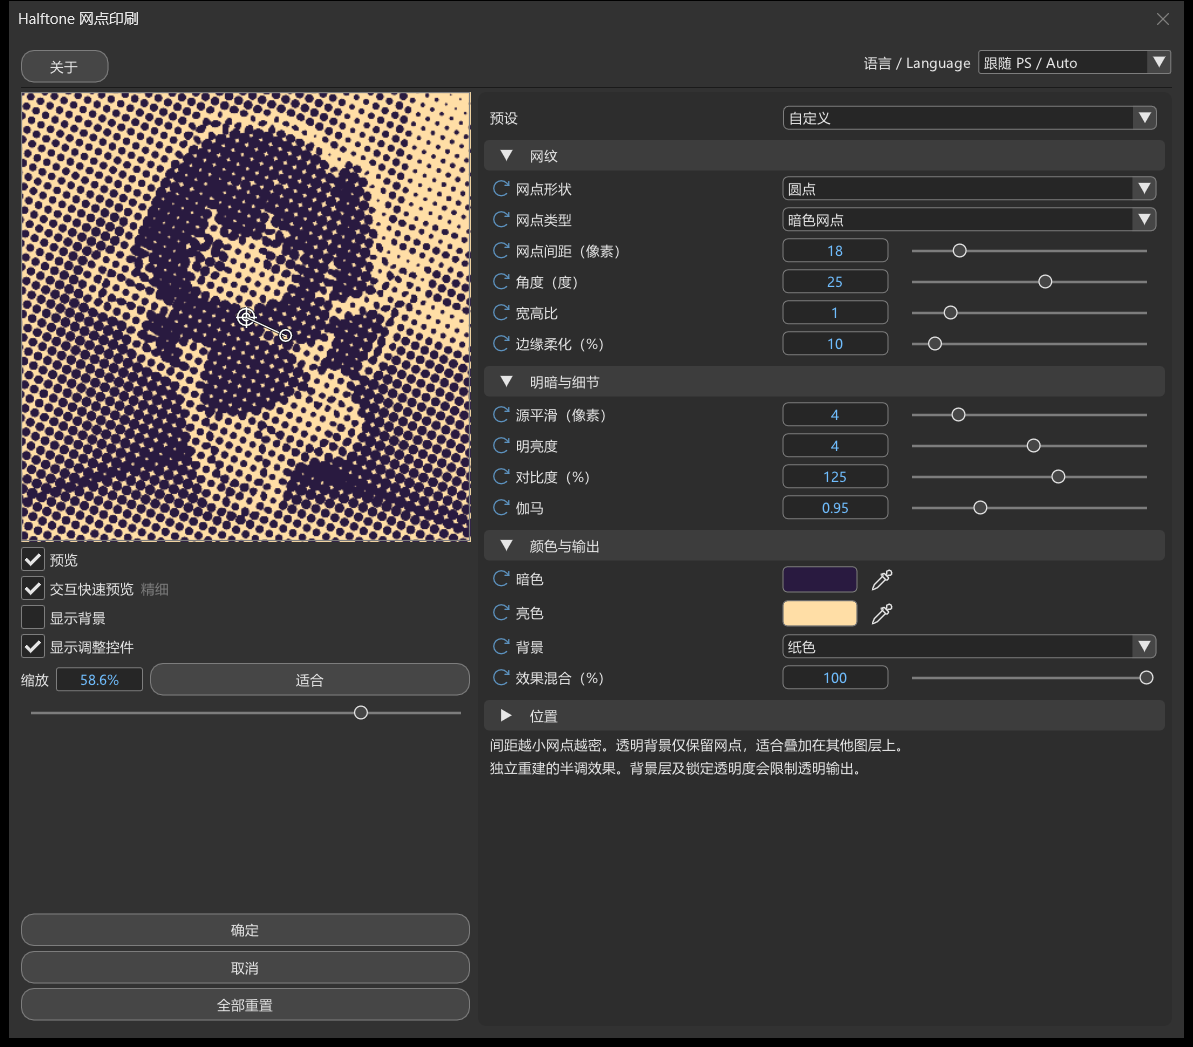 Halftone 网点印刷
关于
语言 / Language 跟随 PS / Auto
预设 自定义
网纹
网点形状 圆点
网点类型 暗色网点
网点间距（像素） 18
角度（度） 25
宽高比 1
边缘柔化（%） 10
明暗与细节
源平滑（像素） 4
明亮度 4
对比度（%） 125
伽马 0.95
颜色与输出
暗色
亮色
背景 纸色
效果混合（%） 100
位置
间距越小网点越密。透明背景仅保留网点，适合叠加在其他图层上。
独立重建的半调效果。背景层及锁定透明度会限制透明输出。
预览
交互快速预览 精细
显示背景
显示调整控件
缩放 58.6% 适合
确定
取消
全部重置